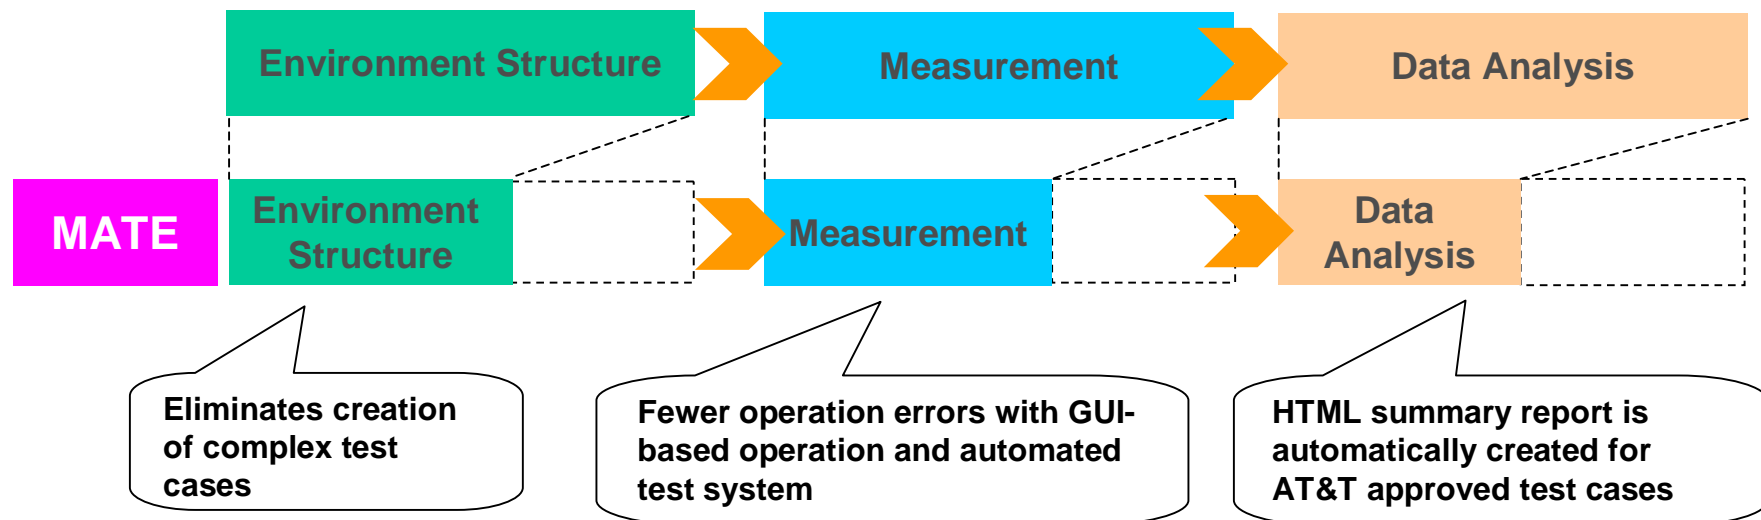 Environment Structure
Measurement
Data Analysis
MATE
Environment
Structure
Measurement
Data
Analysis
Eliminates creation
of complex test
cases
Fewer operation errors with GUI-
based operation and automated
test system
HTML summary report is
automatically created for
AT&T approved test cases